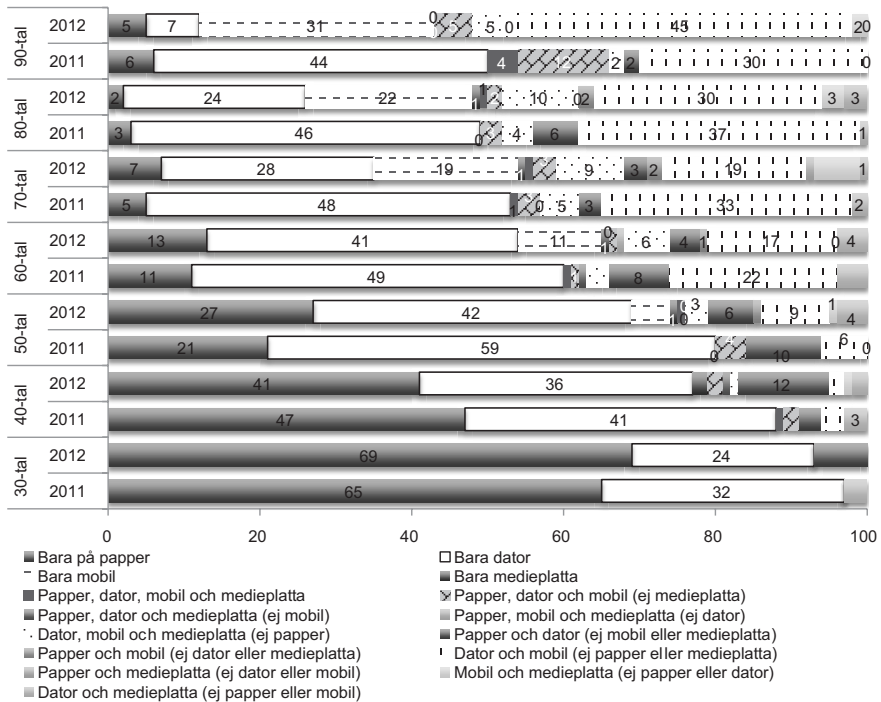 90-tal
2012 5 7 31 0 5 5 0 45 2 0
2011 6 44 4 12 2 2 30 0
80-tal
2012 2 24 22 1 2 10 0 2 30 3 3
2011 3 46 0 3 4 6 37 1
70-tal
2012 7 28 19 1 9 3 2 19 1
2011 5 48 1 0 5 3 33 2
60-tal
2012 13 41 11 0 6 4 1 17 0 4
2011 11 49 8 22
50-tal
2012 27 42 0 3 6 9 1 4
2011 21 59 0 4 10 6 0
40-tal
2012 41 36 12
2011 47 41 3
30-tal
2012 69 24
2011 65 32
0 20 40 60 80 100
Bara på papper
Bara dator
Bara mobil
Bara medieplatta
Papper, dator, mobil och medieplatta
Papper, dator och mobil (ej medieplatta)
Papper, dator och medieplatta (ej mobil)
Papper, mobil och medieplatta (ej dator)
Dator, mobil och medieplatta (ej papper)
Papper och dator (ej mobil eller medieplatta)
Papper och mobil (ej dator eller medieplatta)
Dator och mobil (ej papper eller medieplatta)
Papper och medieplatta (ej dator eller mobil)
Mobil och medieplatta (ej papper eller dator)
Dator och medieplatta (ej papper eller mobil)